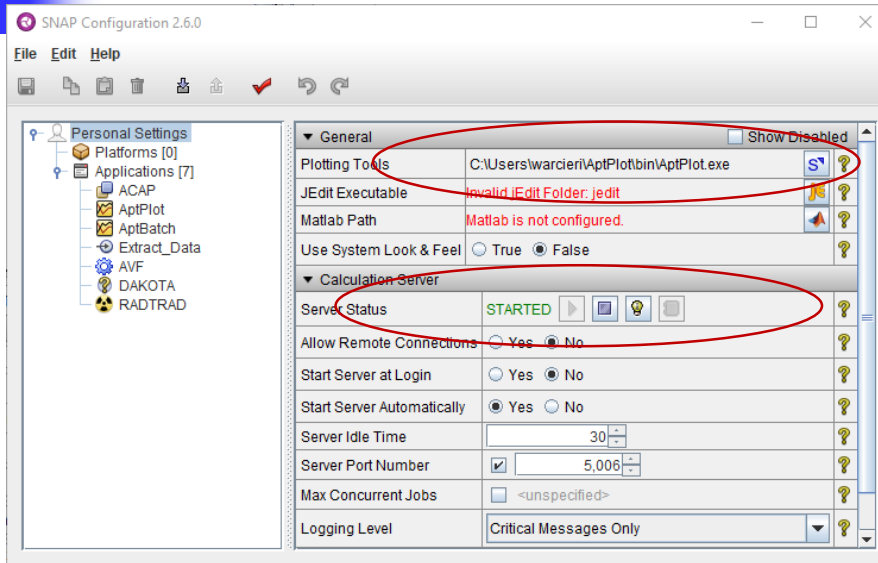 SNAP Configuration 2.6.0
File Edit Help
Personal Settings
Platforms [0]
Applications [7]
ACAP
AptPlot
AptBatch
Extract_Data
AVF
DAKOTA
RADTRAD
General Show Disabled
Plotting Tools C:\Users\warcieri\AptPlot\bin\AptPlot.exe
JEdit Executable Invalid jEdit Folder: jedit
Matlab Path Matlab is not configured.
Use System Look & Feel True False
Calculation Server
Server Status STARTED
Allow Remote Connections Yes No
Start Server at Login Yes No
Start Server Automatically Yes No
Server Idle Time 30
Server Port Number 5,006
Max Concurrent Jobs <unspecified>
Logging Level Critical Messages Only